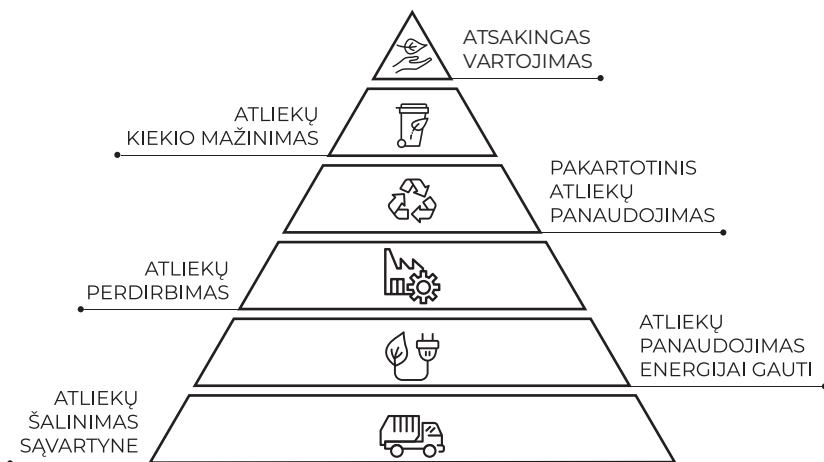 ATSAKINGAS
VARTOJIMAS
ATLIEKŲ
KIEKIO MAŽINIMAS
PAKARTOTINIS
ATLIEKŲ
PANAUDOJIMAS
ATLIEKŲ
PERDIRBIMAS
ATLIEKŲ
PANAUDOJIMAS
ENERGIJAI GAUTI
ATLIEKŲ
ŠALINIMAS
SĄVARTYNE